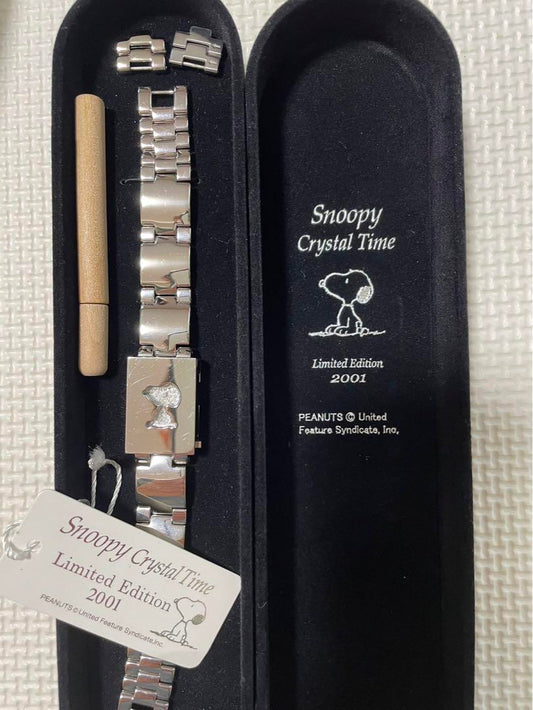 Snoopy
Crystal Time
Limited Edition
2001
PEANUTS © United
Feature Syndicate, Inc.
Snoopy Crystal Time
Limited Edition
2001
PEANUTS © United Feature Syndicate,Inc.